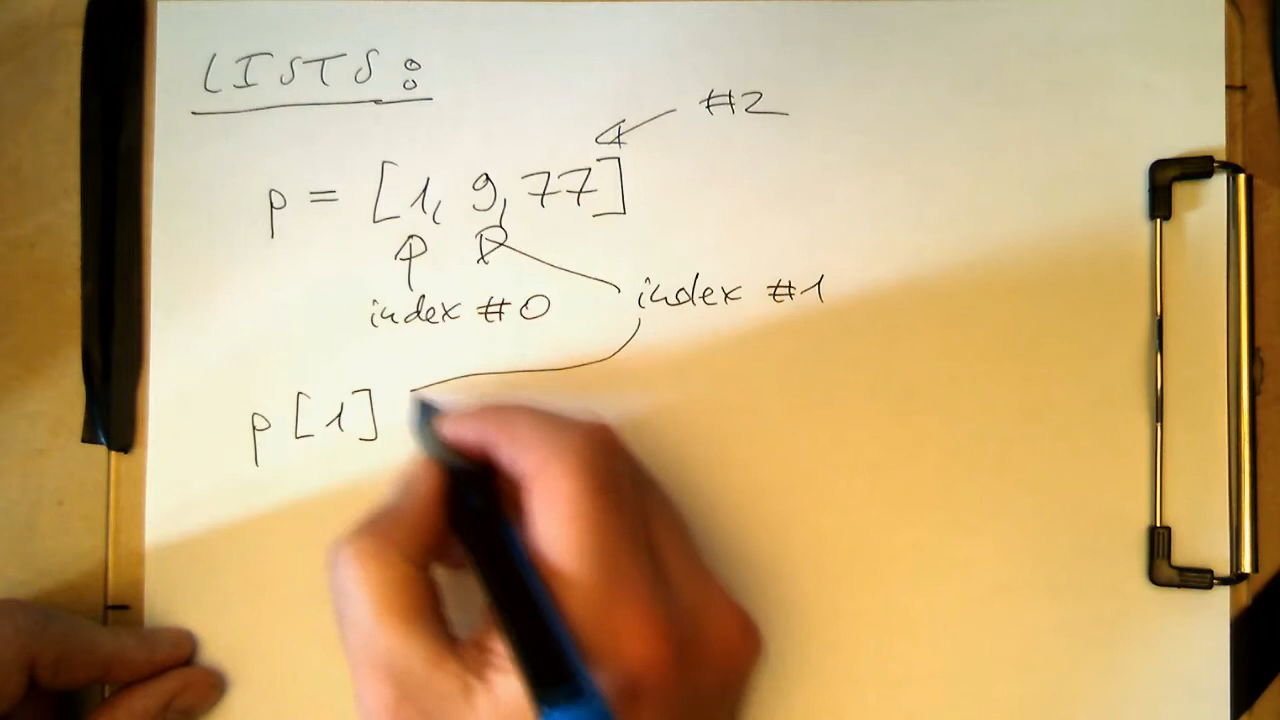 LISTS:
#2
p = [1, 9, 77]
index #0
index #1
p [1]